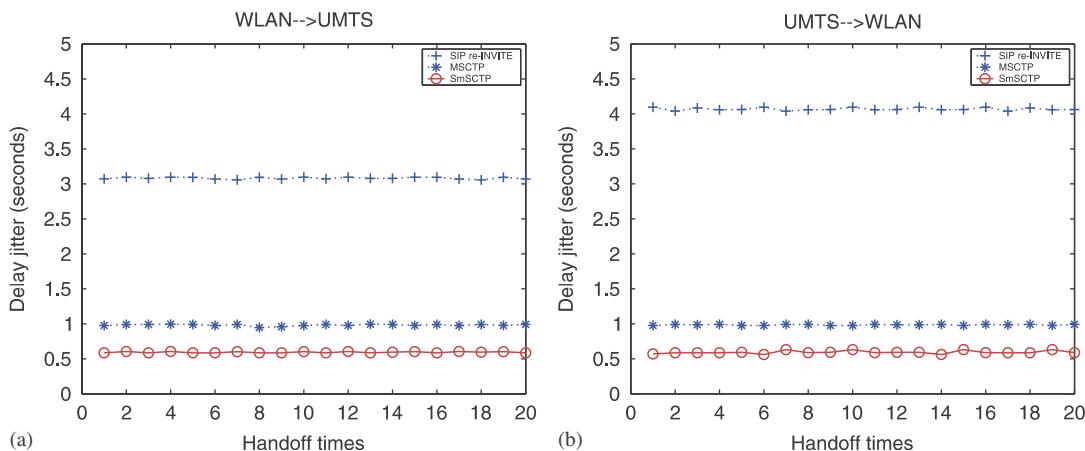 WLAN-->UMTS
5
4.5
4
3.5
3
2.5
2
1.5
1
0.5
0
Delay jitter (seconds)
SIP re-INVITE
MSCTP
SmSCTP
0 2 4 6 8 10 12 14 16 18 20
Handoff times
(a)
UMTS-->WLAN
5
4.5
4
3.5
3
2.5
2
1.5
1
0.5
0
Delay jitter (seconds)
SIP re-INVITE
MSCTP
SmSCTP
0 2 4 6 8 10 12 14 16 18 20
Handoff times
(b)